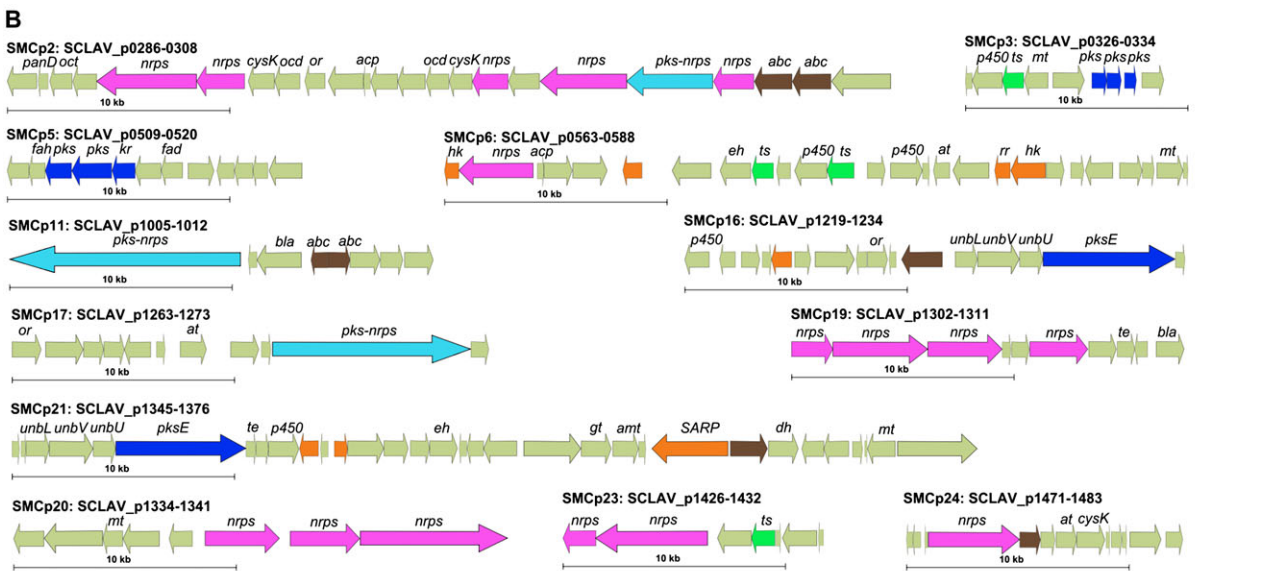 B
SMCp2: SCLAV_p0286-0308
panD oct nrps nrps cysK ocd or acp ocd cysK nrps nrps pks-nrps nrps abc abc
10 kb
SMCp3: SCLAV_p0326-0334
p450 ts mt pks pks pks
10 kb
SMCp5: SCLAV_p0509-0520
fah pks pks kr fad
10 kb
SMCp6: SCLAV_p0563-0588
hk nrps acp eh ts p450 ts p450 at rr hk mt
10 kb
SMCp11: SCLAV_p1005-1012
pks-nrps bla abc abc
10 kb
SMCp16: SCLAV_p1219-1234
p450 or unbL unbV unbU pksE
10 kb
SMCp17: SCLAV_p1263-1273
or at pks-nrps
10 kb
SMCp19: SCLAV_p1302-1311
nrps nrps nrps nrps te bla
10 kb
SMCp21: SCLAV_p1345-1376
unbL unbV unbU pksE te p450 eh gt amt SARP dh mt
10 kb
SMCp20: SCLAV_p1334-1341
mt nrps nrps nrps
10 kb
SMCp23: SCLAV_p1426-1432
nrps nrps ts
10 kb
SMCp24: SCLAV_p1471-1483
nrps at cysK
10 kb